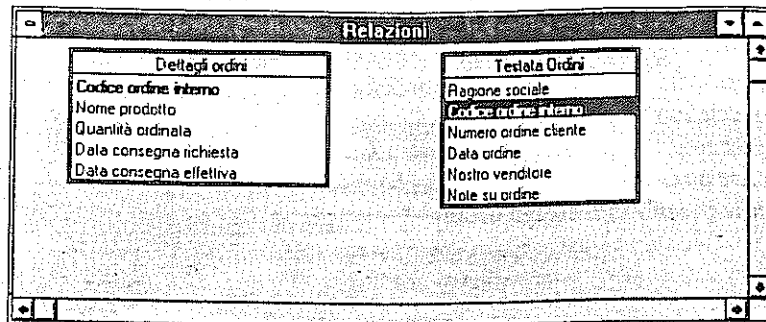 Relazioni
Dettagli ordini
Codice ordine interno
Nome prodotto
Quantità ordinata
Data consegna richiesta
Data consegna effettiva
Testata Ordini
Ragione sociale
Codice ordine interno
Numero ordine cliente
Data ordine
Nostro venditore
Note su ordine